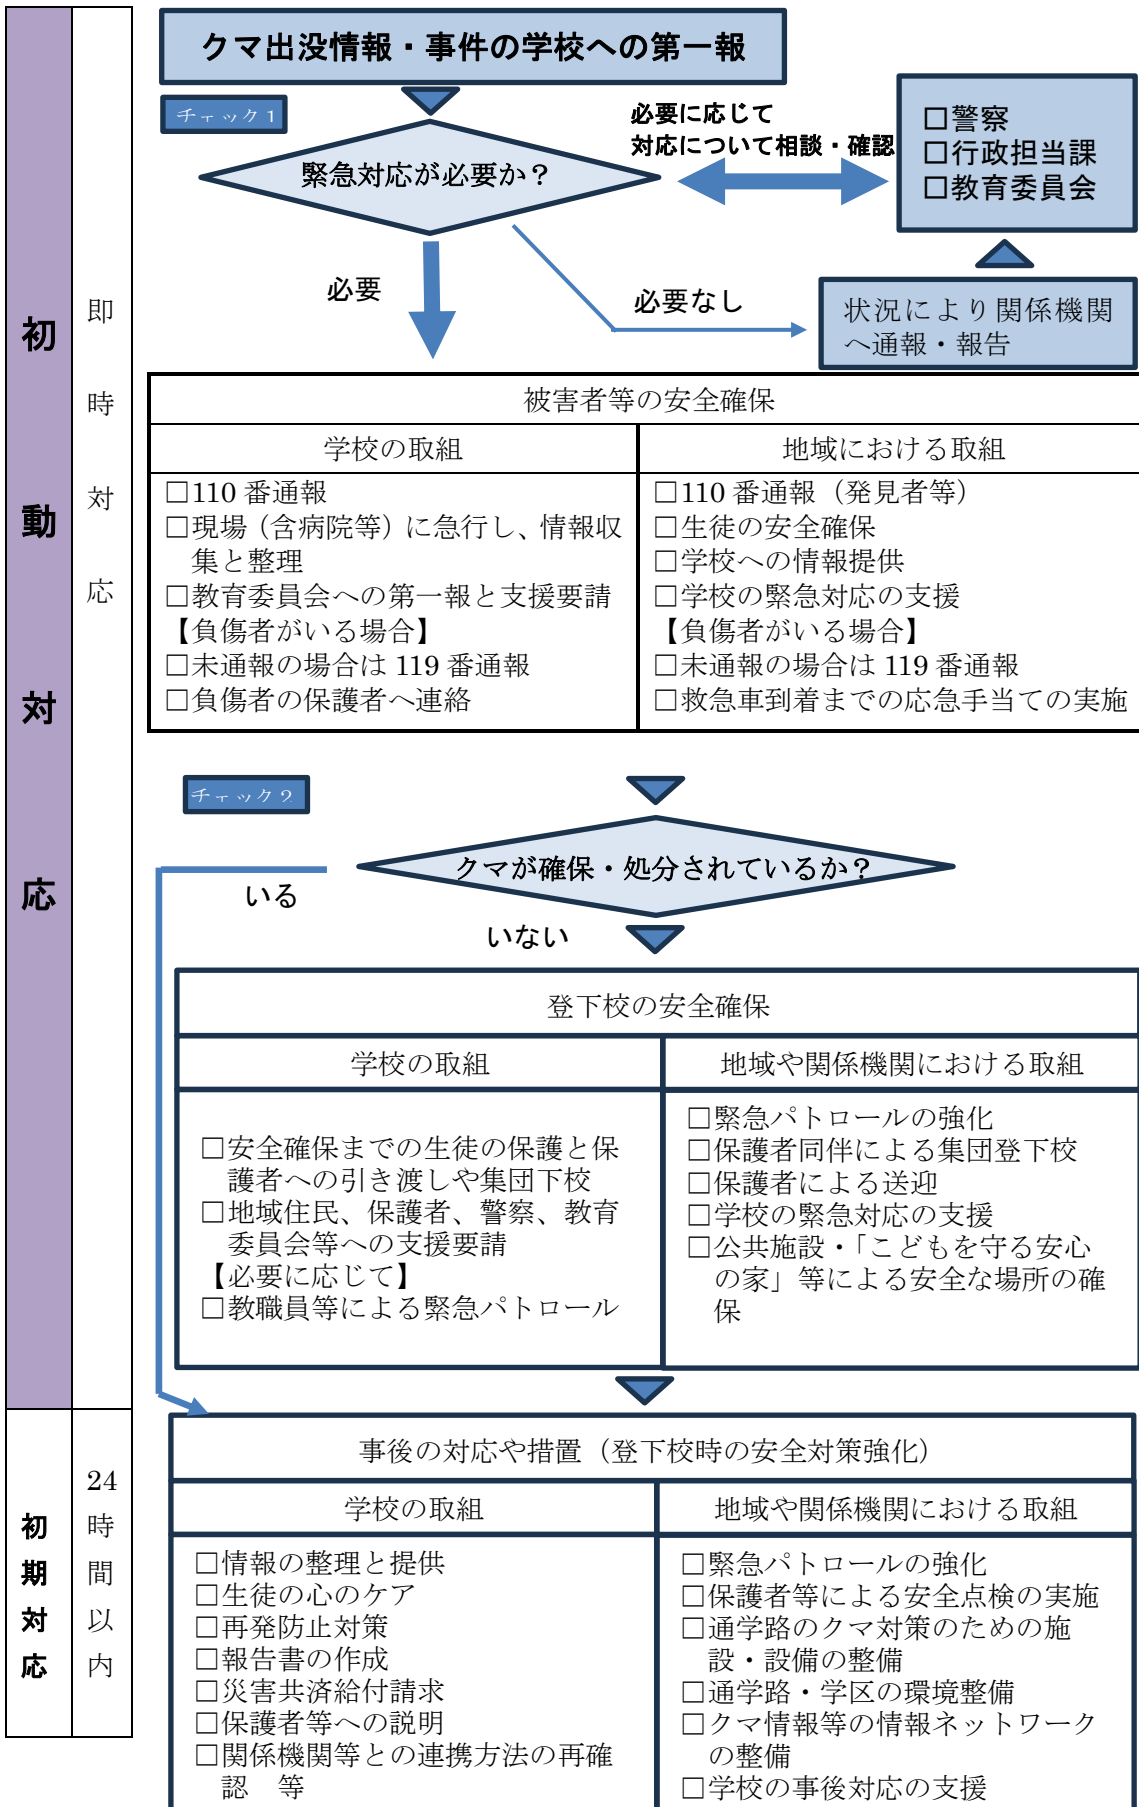 クマ出没情報・事件の学校への第一報
チェック1
緊急対応が必要か？
必要に応じて
対応について相談・確認
□警察
□行政担当課
□教育委員会
必要
必要なし
状況により関係機関
へ通報・報告
初動対応
即時対応
被害者等の安全確保
学校の取組
地域における取組
□110 番通報
□現場（含病院等）に急行し、情報収
集と整理
□教育委員会への第一報と支援要請
【負傷者がいる場合】
□未通報の場合は 119 番通報
□負傷者の保護者へ連絡
□110 番通報（発見者等）
□生徒の安全確保
□学校への情報提供
□学校の緊急対応の支援
【負傷者がいる場合】
□未通報の場合は 119 番通報
□救急車到着までの応急手当ての実施
チェック2
クマが確保・処分されているか？
いる
いない
登下校の安全確保
学校の取組
地域や関係機関における取組
□安全確保までの生徒の保護と保
護者への引き渡しや集団下校
□地域住民、保護者、警察、教育
委員会等への支援要請
【必要に応じて】
□教職員等による緊急パトロール
□緊急パトロールの強化
□保護者同伴による集団登下校
□保護者による送迎
□学校の緊急対応の支援
□公共施設・「こどもを守る安心
の家」等による安全な場所の確
保
初期対応
24時間以内
事後の対応や措置（登下校時の安全対策強化）
学校の取組
地域や関係機関における取組
□情報の整理と提供
□生徒の心のケア
□再発防止対策
□報告書の作成
□災害共済給付請求
□保護者等への説明
□関係機関等との連携方法の再確
認　等
□緊急パトロールの強化
□保護者等による安全点検の実施
□通学路のクマ対策のための施
設・設備の整備
□通学路・学区の環境整備
□クマ情報等の情報ネットワーク
の整備
□学校の事後対応の支援